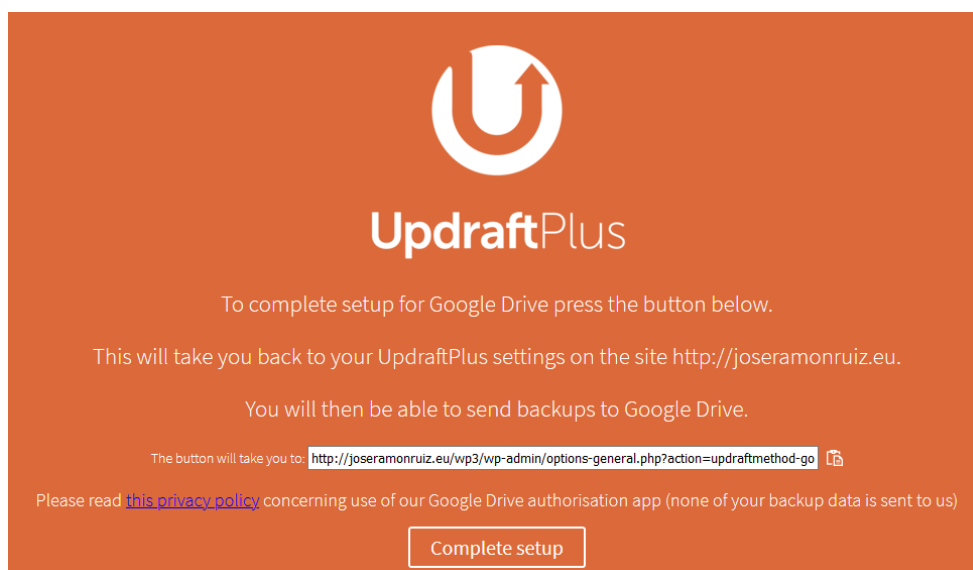 UpdraftPlus
To complete setup for Google Drive press the button below.
This will take you back to your UpdraftPlus settings on the site http://joseramonruiz.eu.
You will then be able to send backups to Google Drive.
The button will take you to: http://joseramonruiz.eu/wp3/wp-admin/options-general.php?action=updraftmethod-go
Please read this privacy policy concerning use of our Google Drive authorisation app (none of your backup data is sent to us)
Complete setup